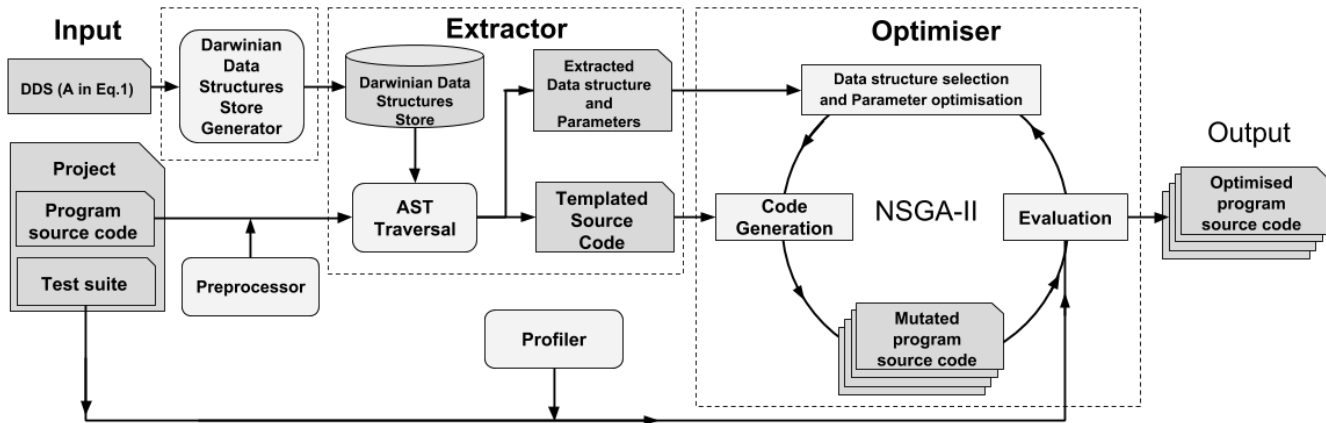 Input
Extractor
Optimiser
DDS (A in Eq.1)
Darwinian
Data
Structures
Store
Generator
Darwinian Data
Structures
Store
Extracted
Data structure
and
Parameters
Data structure selection
and Parameter optimisation
Project
Program
source code
Test suite
Preprocessor
AST
Traversal
Templated
Source
Code
Code
Generation
NSGA-II
Evaluation
Mutated
program
source code
Profiler
Output
Optimised
program
source code